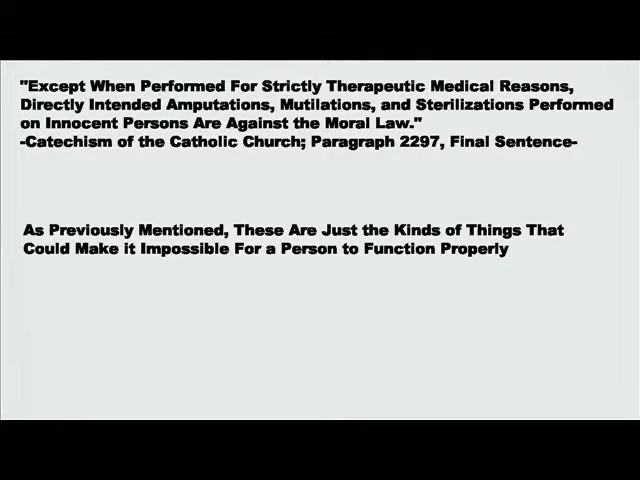 "Except When Performed For Strictly Therapeutic Medical Reasons,
Directly Intended Amputations, Mutilations, and Sterilizations Performed
on Innocent Persons Are Against the Moral Law."
-Catechism of the Catholic Church; Paragraph 2297, Final Sentence-
As Previously Mentioned, These Are Just the Kinds of Things That
Could Make it Impossible For a Person to Function Properly